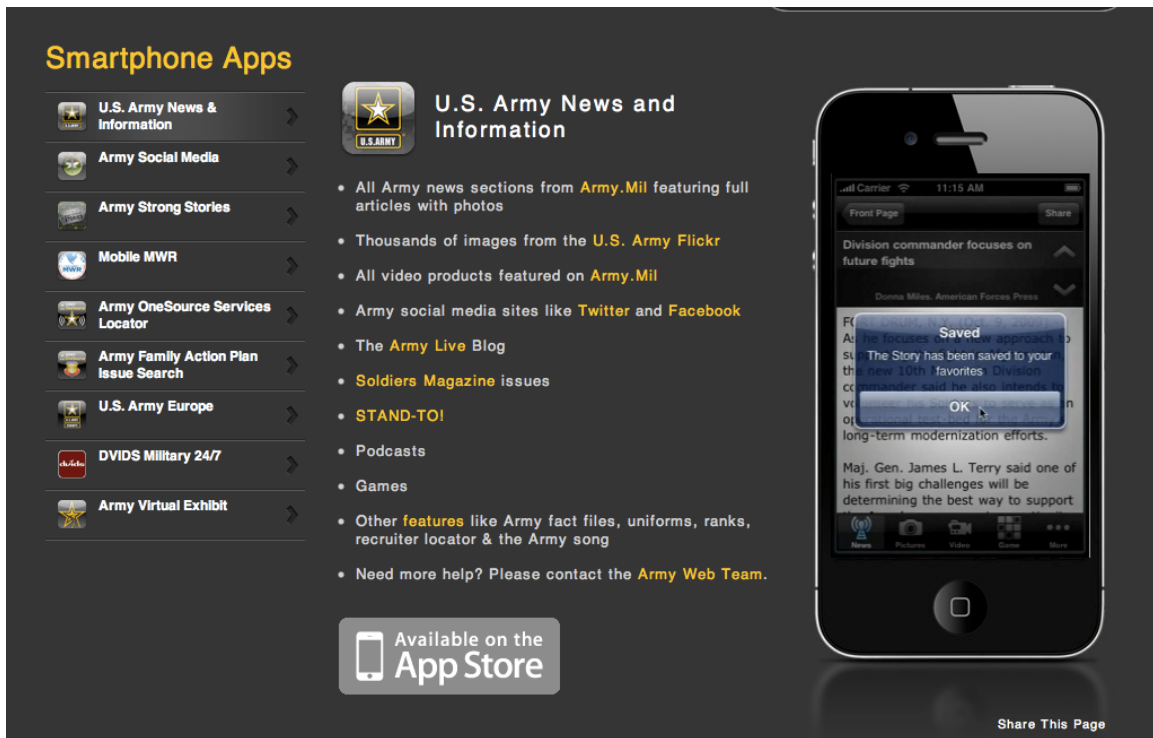 Smartphone Apps
U.S. Army News &
Information
Army Social Media
Army Strong Stories
Mobile MWR
Army OneSource Services
Locator
Army Family Action Plan
Issue Search
U.S. Army Europe
DVIDS Military 24/7
Army Virtual Exhibit
MWR
dvids
U.S.ARMY
U.S. Army News and
Information
• All Army news sections from Army.Mil featuring full
articles with photos
• Thousands of images from the U.S. Army Flickr
• All video products featured on Army.Mil
• Army social media sites like Twitter and Facebook
• The Army Live Blog
• Soldiers Magazine issues
• STAND-TO!
• Podcasts
• Games
• Other features like Army fact files, uniforms, ranks,
recruiter locator & the Army song
• Need more help? Please contact the Army Web Team.
Available on the
App Store
Carrier 11:15 AM
Front Page Share
Division commander focuses on
future fights
Donna Miles. American Forces Press
Saved
The Story has been saved to your
favorites
OK
long-term modernization efforts.
Maj. Gen. James L. Terry said one of
his first big challenges will be
determining the best way to support
News Pictures Video Game More
Share This Page